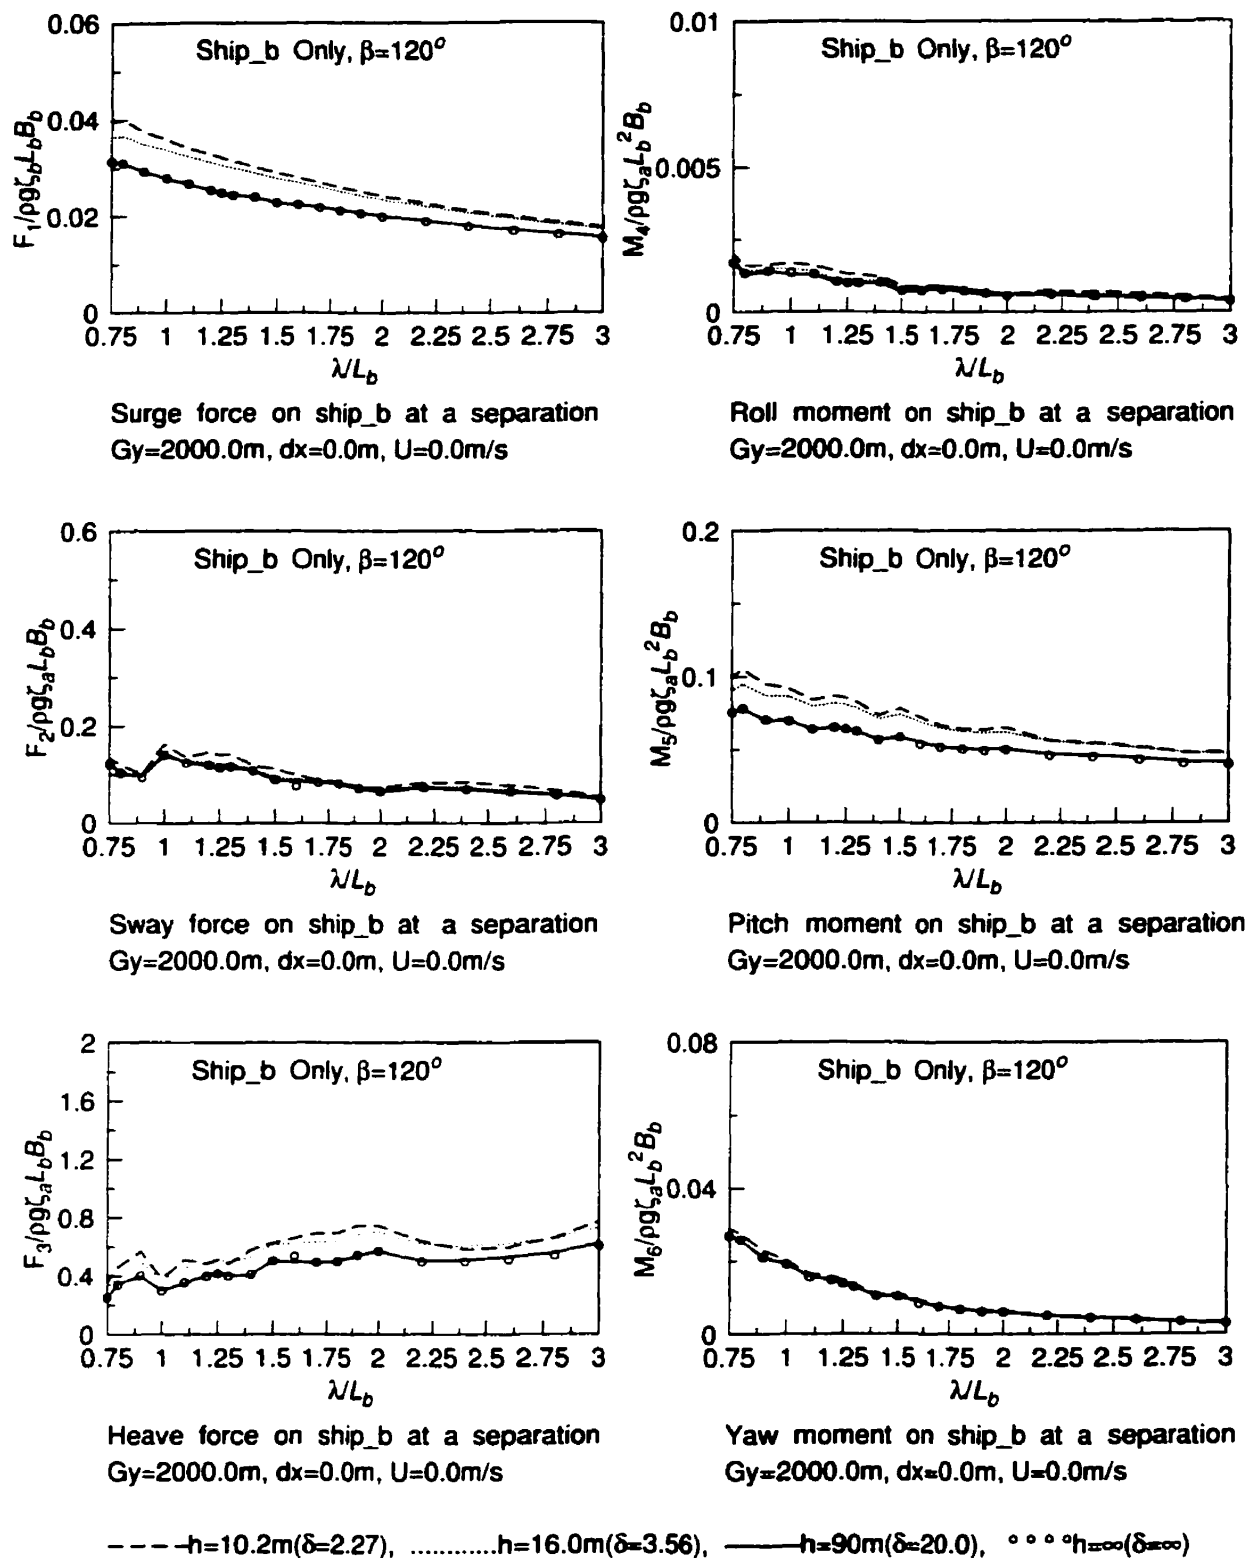 0.06
0.04
0.02
0
F₁/ρgζ_bL_bB_b
Ship_b Only, β=120°
0.75 1 1.25 1.5 1.75 2 2.25 2.5 2.75 3
λ/L_b
Surge force on ship_b at a separation
Gy=2000.0m, dx=0.0m, U=0.0m/s
0.01
0.005
0
M₄/ρgζ_aL_b²B_b
Ship_b Only, β=120°
0.75 1 1.25 1.5 1.75 2 2.25 2.5 2.75 3
λ/L_b
Roll moment on ship_b at a separation
Gy=2000.0m, dx=0.0m, U=0.0m/s
0.6
0.4
0.2
0
F₂/ρgζ_aL_bB_b
Ship_b Only, β=120°
0.75 1 1.25 1.5 1.75 2 2.25 2.5 2.75 3
λ/L_b
Sway force on ship_b at a separation
Gy=2000.0m, dx=0.0m, U=0.0m/s
0.2
0.1
0
M₅/ρgζ_aL_b²B_b
Ship_b Only, β=120°
0.75 1 1.25 1.5 1.75 2 2.25 2.5 2.75 3
λ/L_b
Pitch moment on ship_b at a separation
Gy=2000.0m, dx=0.0m, U=0.0m/s
2
1.6
1.2
0.8
0.4
0
F₃/ρgζ_aL_bB_b
Ship_b Only, β=120°
0.75 1 1.25 1.5 1.75 2 2.25 2.5 2.75 3
λ/L_b
Heave force on ship_b at a separation
Gy=2000.0m, dx=0.0m, U=0.0m/s
0.08
0.04
0
M₆/ρgζ_aL_b²B_b
Ship_b Only, β=120°
0.75 1 1.25 1.5 1.75 2 2.25 2.5 2.75 3
λ/L_b
Yaw moment on ship_b at a separation
Gy=2000.0m, dx=0.0m, U=0.0m/s
h=10.2m(δ=2.27), h=16.0m(δ=3.56), h=90m(δ=20.0), h=∞(δ=∞)